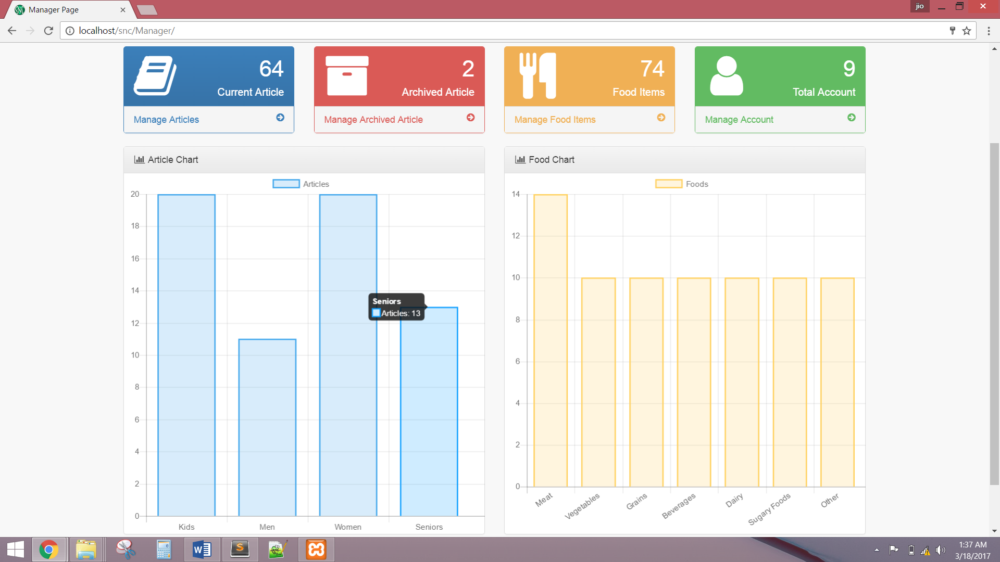 Manager Page
jio
localhost/snc/Manager/
64
Current Article
Manage Articles
2
Archived Article
Manage Archived Article
74
Food Items
Manage Food Items
9
Total Account
Manage Account
Article Chart
Articles
20
18
16
14
12
10
8
6
4
2
0
Seniors
Articles: 13
Kids
Men
Women
Seniors
Food Chart
Foods
14
12
10
8
6
4
2
0
Meat
Vegetables
Grains
Beverages
Dairy
Sugary Foods
Other
1:37 AM
3/18/2017